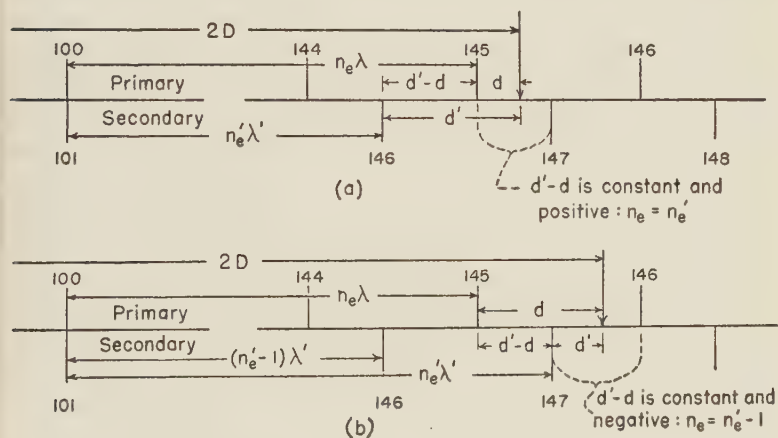 2D
100 144 nₑλ 145 146
Primary d'-d d
Secondary d'
nₑ'λ'
101 146 147 148
(a)
d'-d is constant and
positive : nₑ = nₑ'
2D
100 144 145 146
nₑλ
Primary d
Secondary (nₑ'-1)λ' d'-d d'
nₑ'λ'
101 146 147
d'-d is constant and
(b)
negative : nₑ = nₑ'-1